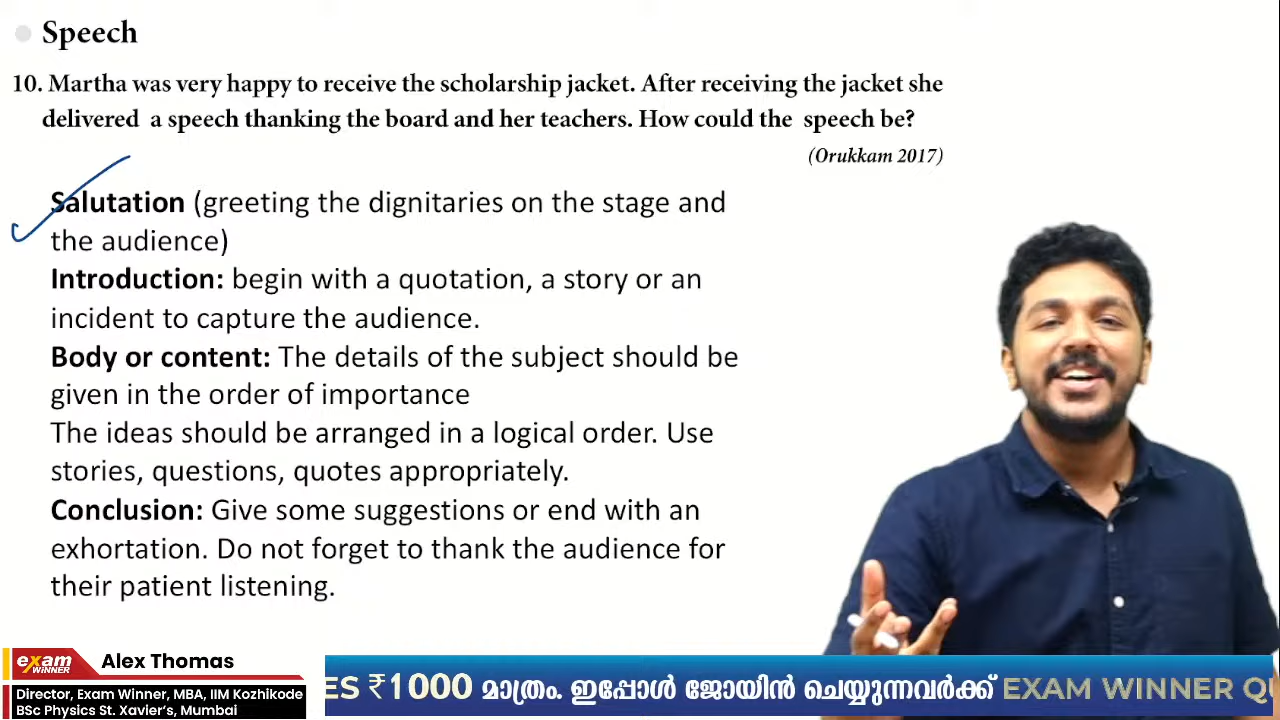 Speech
10. Martha was very happy to receive the scholarship jacket. After receiving the jacket she
delivered a speech thanking the board and her teachers. How could the speech be?
(Orukkam 2017)
Salutation (greeting the dignitaries on the stage and
the audience)
Introduction: begin with a quotation, a story or an
incident to capture the audience.
Body or content: The details of the subject should be
given in the order of importance
The ideas should be arranged in a logical order. Use
stories, questions, quotes appropriately.
Conclusion: Give some suggestions or end with an
exhortation. Do not forget to thank the audience for
their patient listening.
exam WiNNER
Alex Thomas
Director, Exam Winner, MBA, IIM Kozhikode
BSc Physics St. Xavier's, Mumbai
ES ₹1000 മാത്രം. ഇപ്പോൾ ജോയിൻ ചെയ്യുന്നവർക്ക് EXAM WINNER